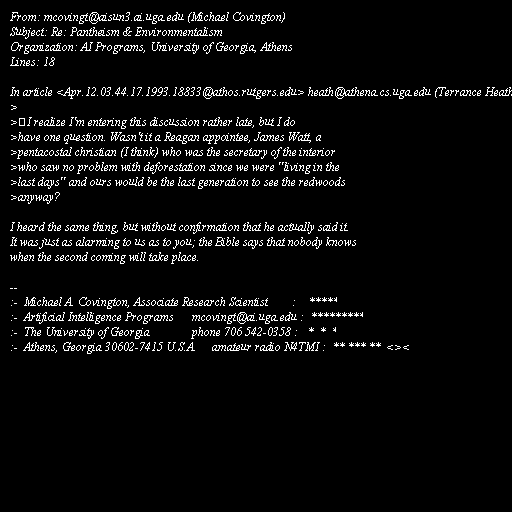 From: mcovingt@aisun3.ai.uga.edu (Michael Covington)
Subject: Re: Pantheism & Environmentalism
Organization: AI Programs, University of Georgia, Athens
Lines: 18

In article <Apr.12.03.44.17.1993.18833@athos.rutgers.edu> heath@athena.cs.uga.edu (Terrance Heath
>
> I realize I'm entering this discussion rather late, but I do
>have one question. Wasn't it a Reagan appointee, James Watt, a
>pentacostal christian (I think) who was the secretary of the interior
>who saw no problem with deforestation since we were "living in the
>last days" and ours would be the last generation to see the redwoods
>anyway?

I heard the same thing, but without confirmation that he actually said it.
It was just as alarming to us as to you; the Bible says that nobody knows
when the second coming will take place.

--
:- Michael A. Covington, Associate Research Scientist : *****
:- Artificial Intelligence Programs mcovingt@ai.uga.edu : *********
:- The University of Georgia phone 706 542-0358 : * * *
:- Athens, Georgia 30602-7415 U.S.A. amateur radio N4TMI : ** *** ** <><